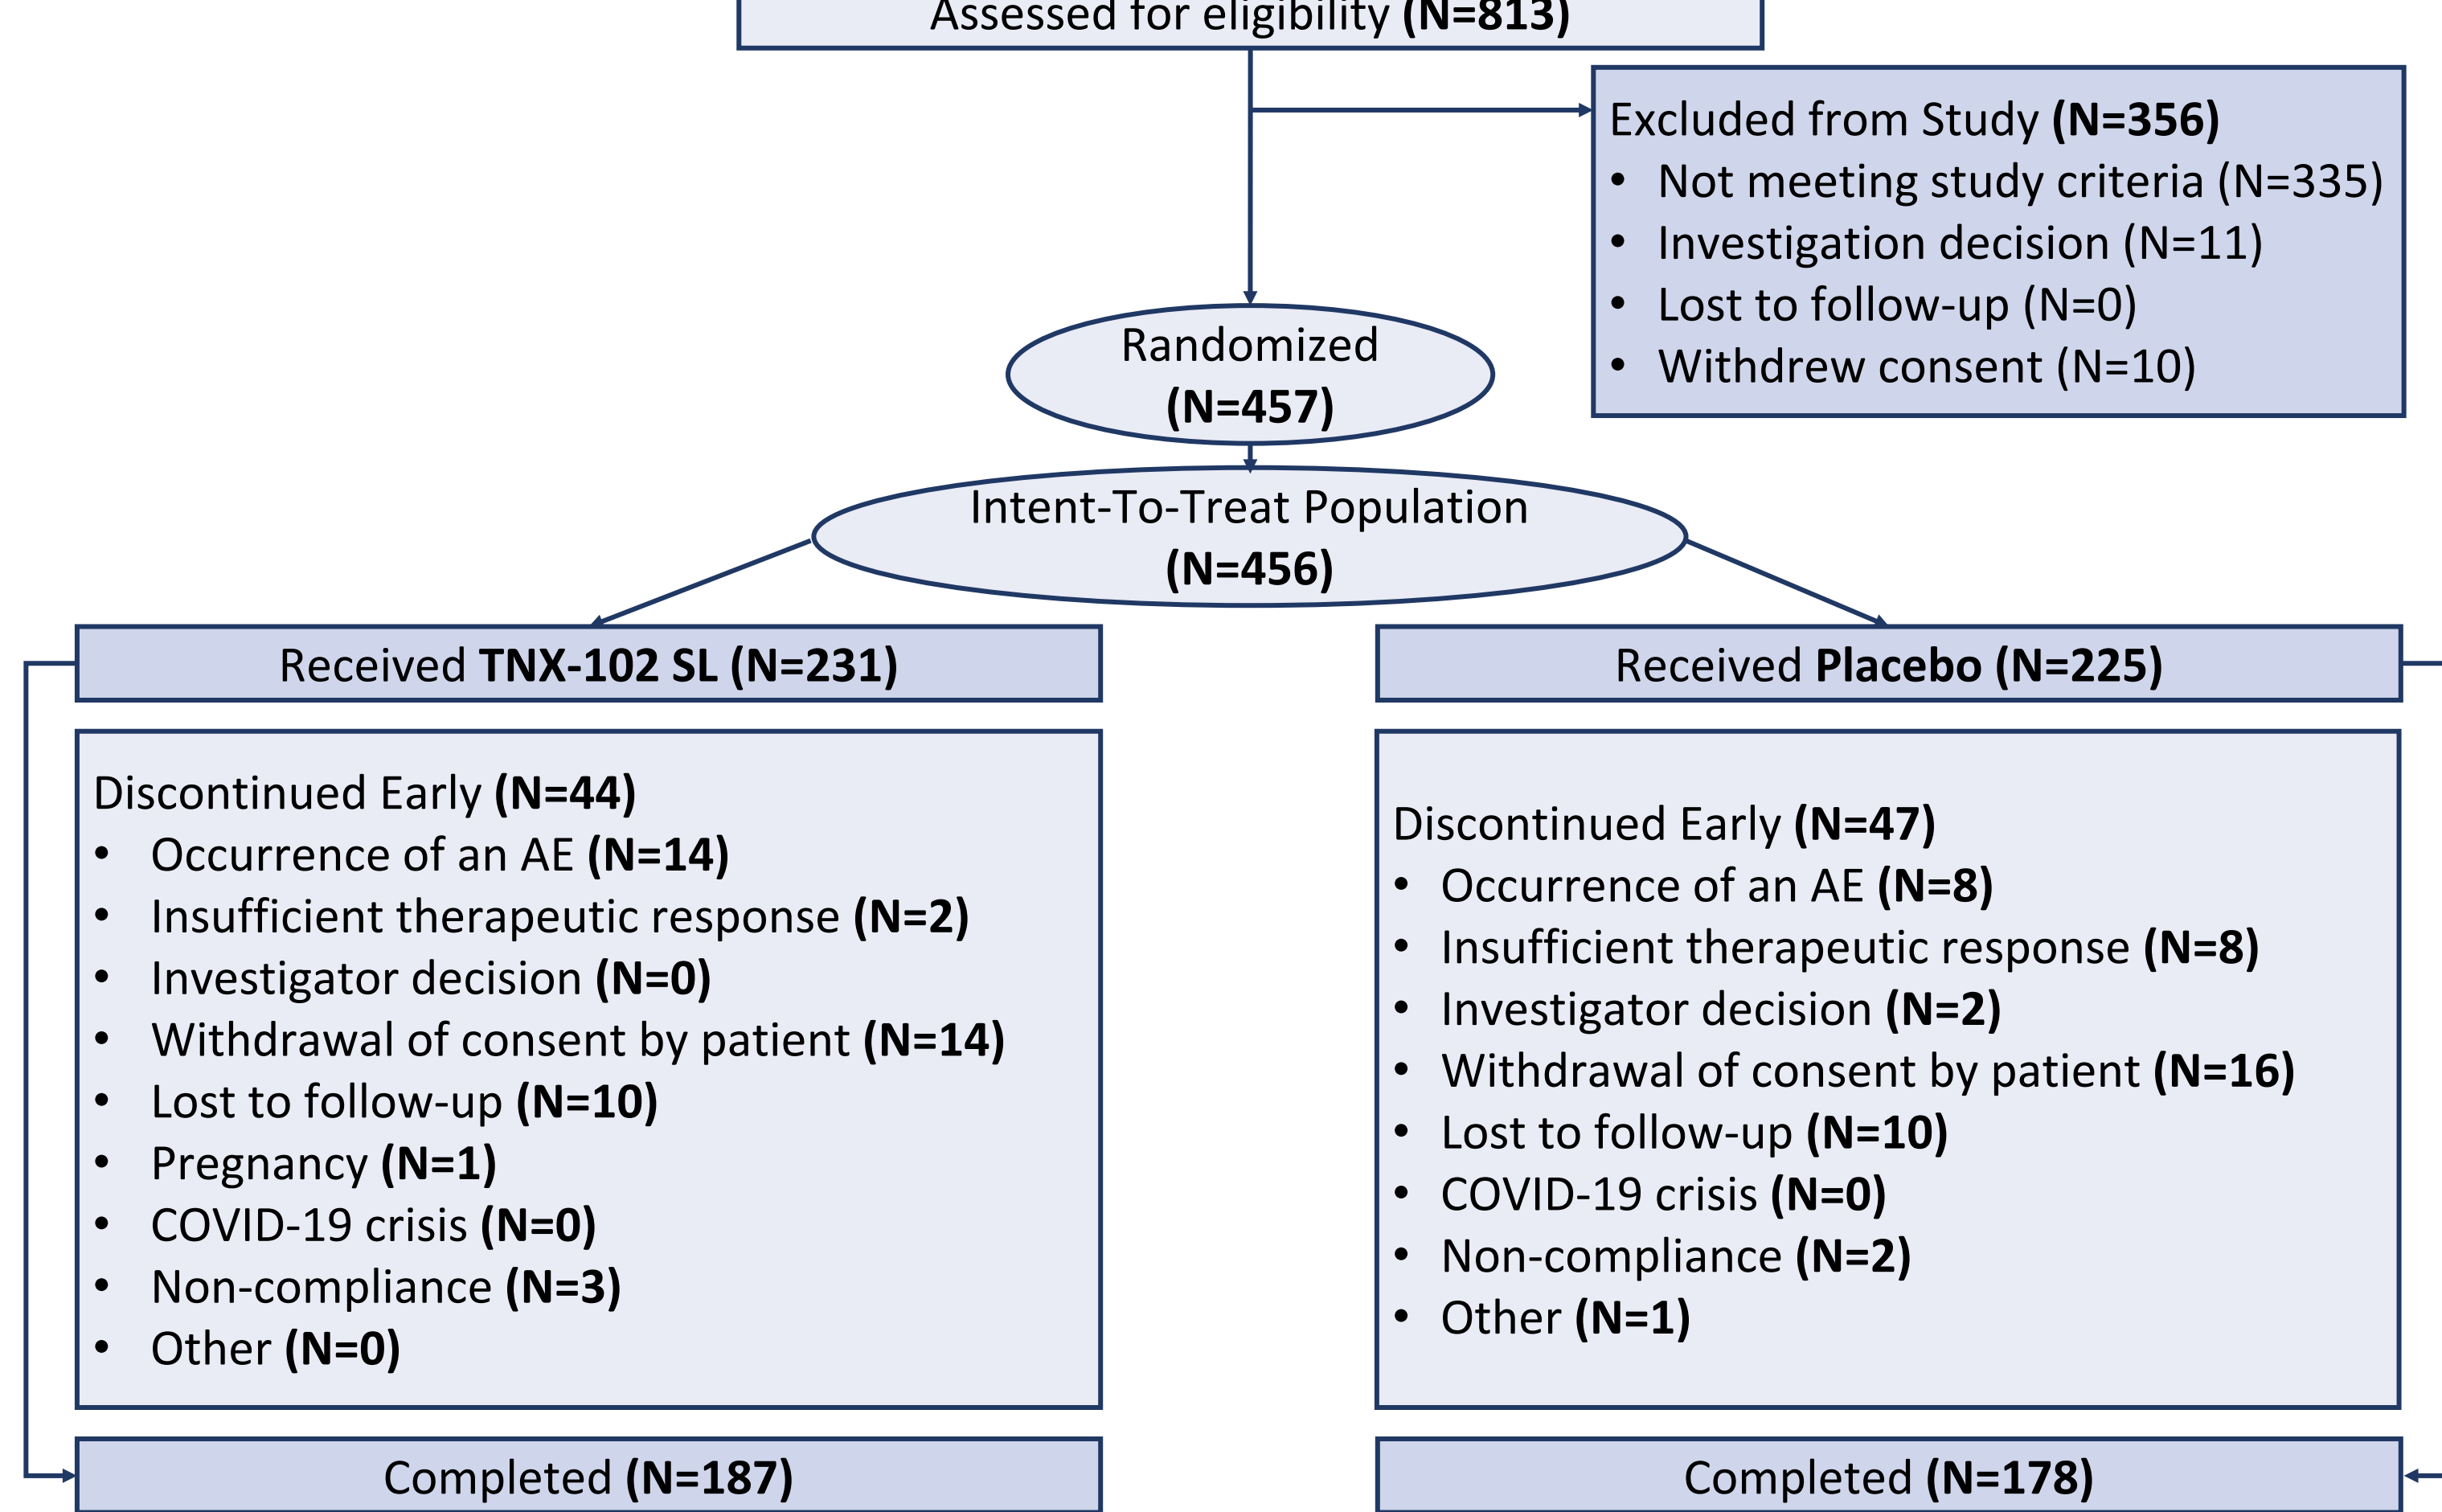 Assessed for eligibility (N=813)
Excluded from Study (N=356)
• Not meeting study criteria (N=335)
• Investigation decision (N=11)
• Lost to follow-up (N=0)
• Withdrew consent (N=10)
Randomized
(N=457)
Intent-To-Treat Population
(N=456)
Received TNX-102 SL (N=231)
Discontinued Early (N=44)
• Occurrence of an AE (N=14)
• Insufficient therapeutic response (N=2)
• Investigator decision (N=0)
• Withdrawal of consent by patient (N=14)
• Lost to follow-up (N=10)
• Pregnancy (N=1)
• COVID-19 crisis (N=0)
• Non-compliance (N=3)
• Other (N=0)
Completed (N=187)
Received Placebo (N=225)
Discontinued Early (N=47)
• Occurrence of an AE (N=8)
• Insufficient therapeutic response (N=8)
• Investigator decision (N=2)
• Withdrawal of consent by patient (N=16)
• Lost to follow-up (N=10)
• COVID-19 crisis (N=0)
• Non-compliance (N=2)
• Other (N=1)
Completed (N=178)